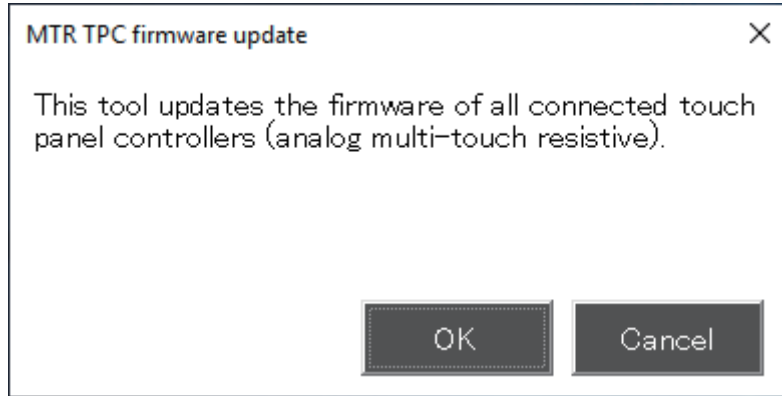 MTR TPC firmware update
This tool updates the firmware of all connected touch
panel controllers (analog multi-touch resistive).
OK
Cancel